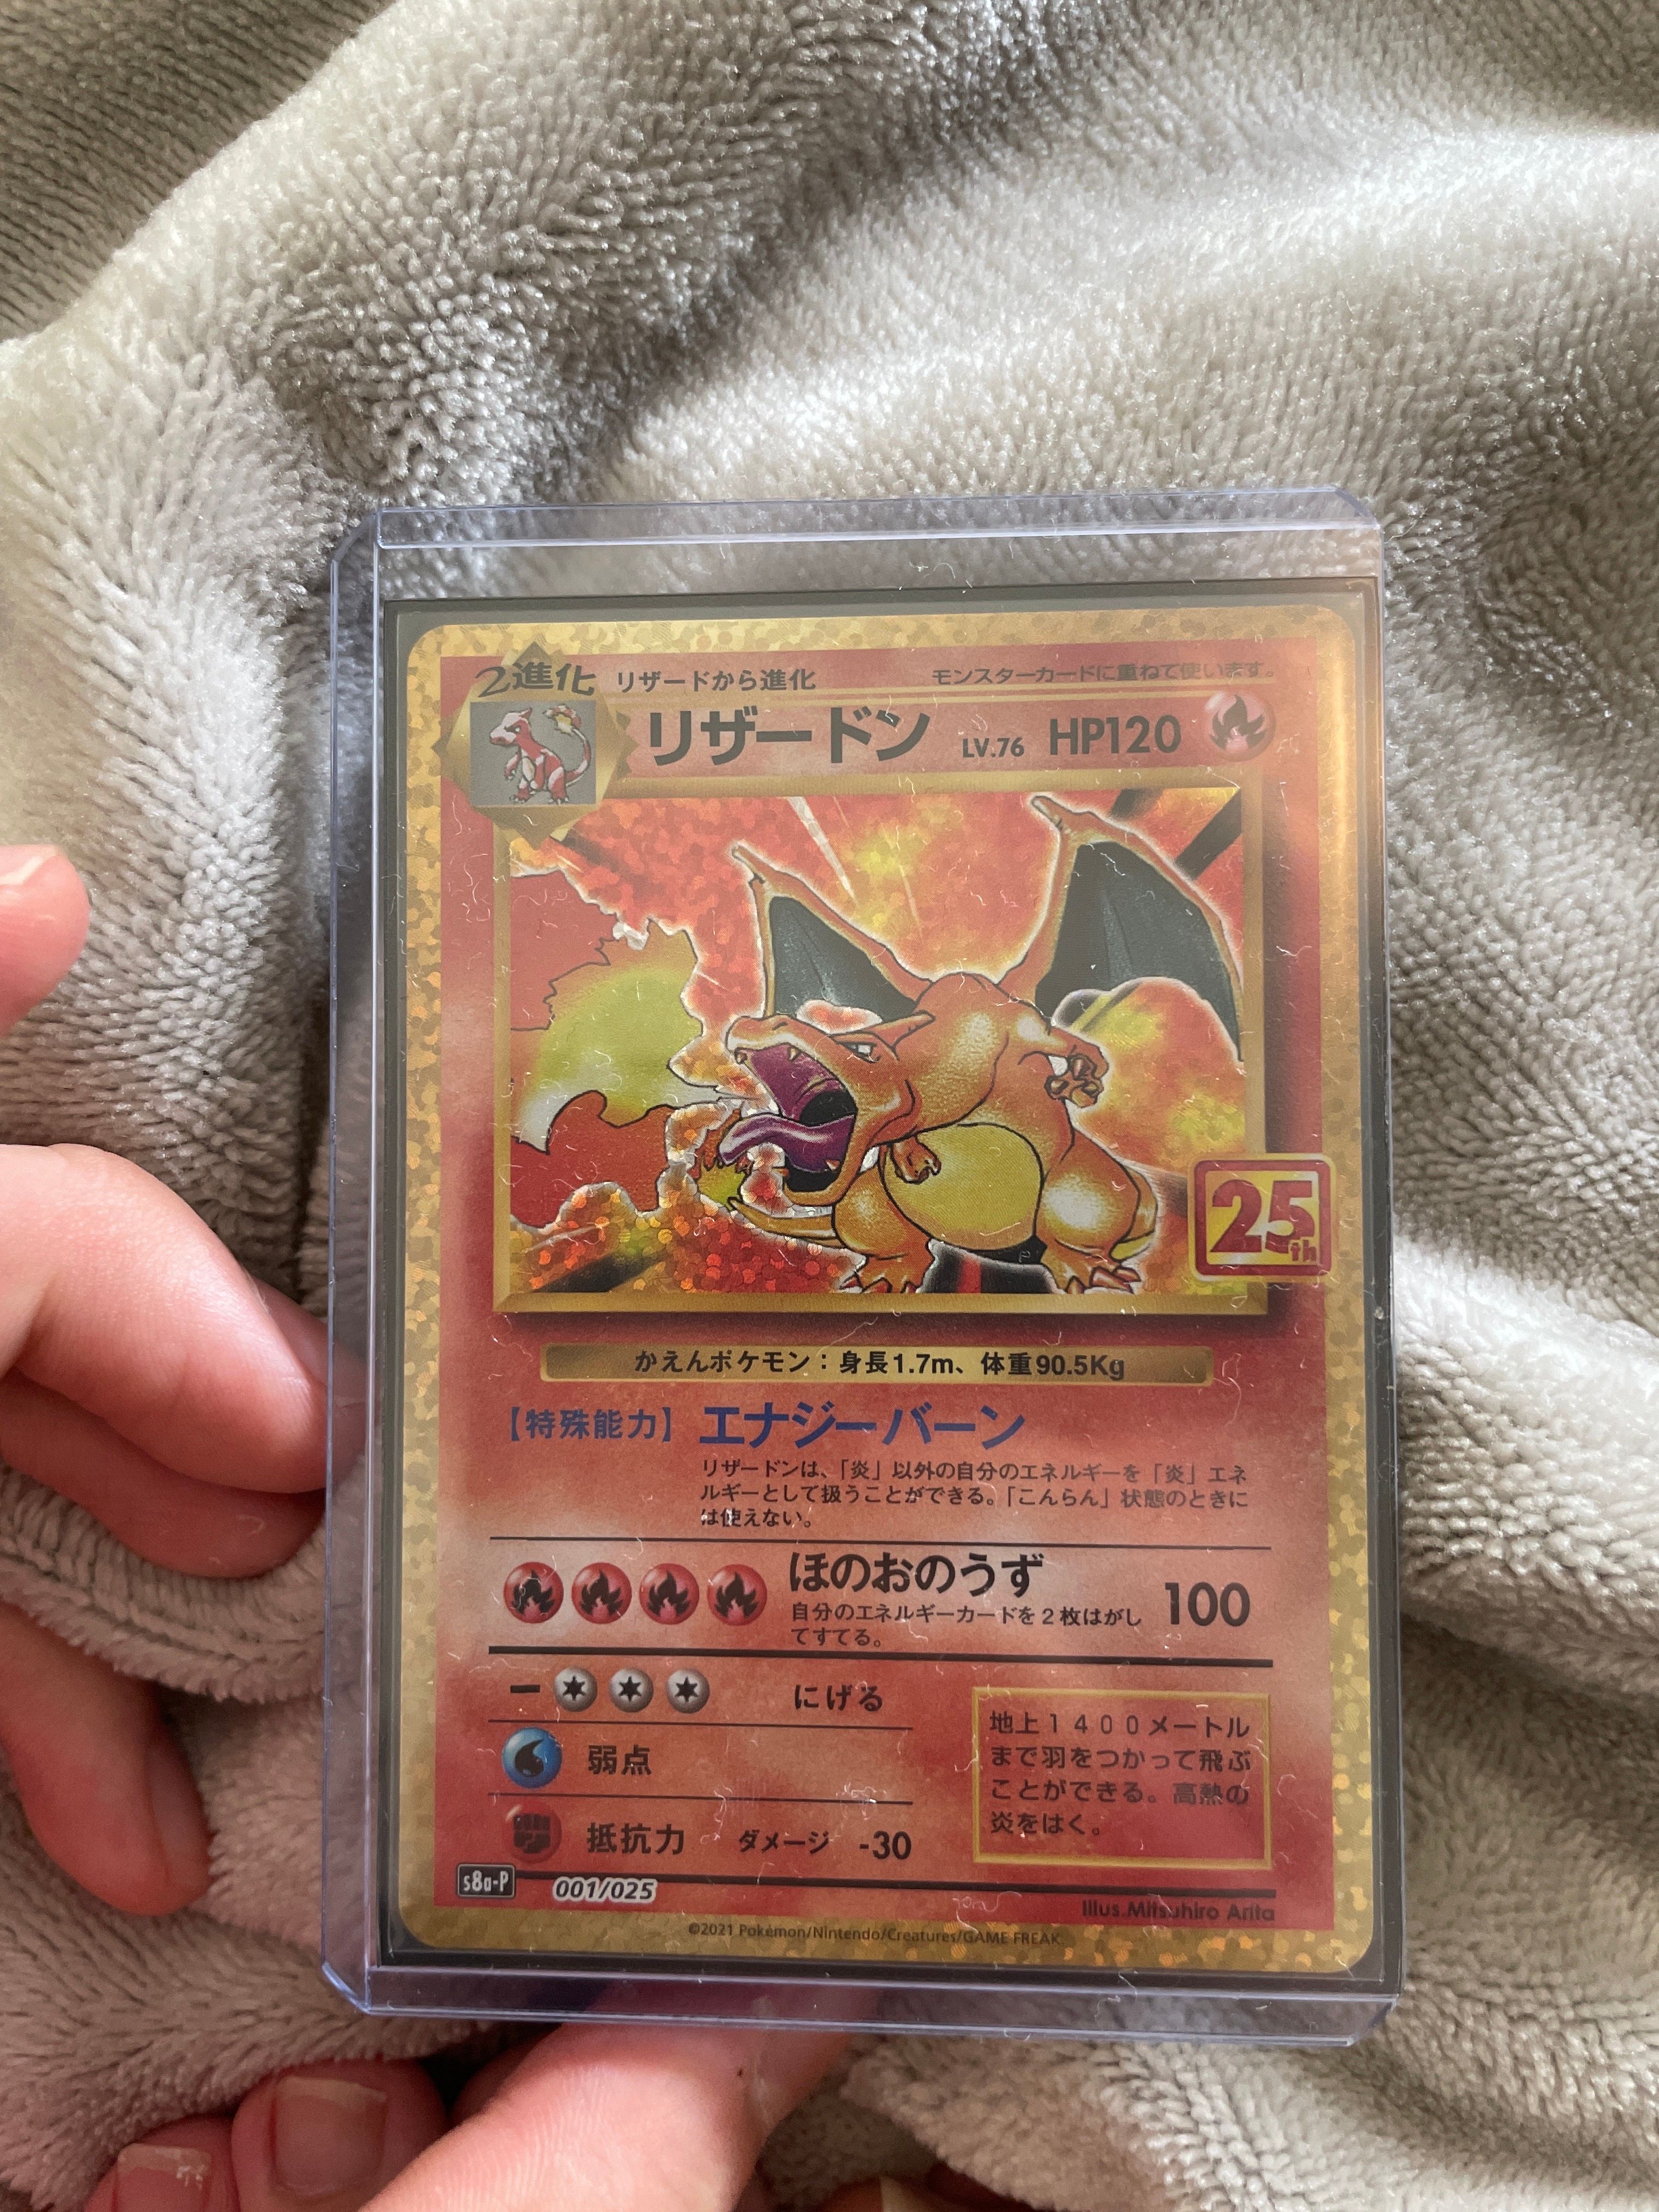 2進化 リザードから進化 モンスターカードに重ねて使います。
リザードン LV.76 HP120
25th
かえんポケモン：身長1.7m、体重90.5Kg
【特殊能力】エナジーバーン
リザードンは、「炎」以外の自分のエネルギーを「炎」エネ
ルギーとして扱うことができる。「こんらん」状態のときに
は使えない。
ほのおのうず 100
自分のエネルギーカードを2枚はがし
てすてる。
ー にげる
弱点
抵抗力 ダメージ -30
地上1400メートル
まで羽をつかって飛ぶ
ことができる。高熱の
炎をはく。
s8a-P 001/025
Illus. Mitsuhiro Arita
©2021 Pokémon/Nintendo/Creatures/GAME FREAK.